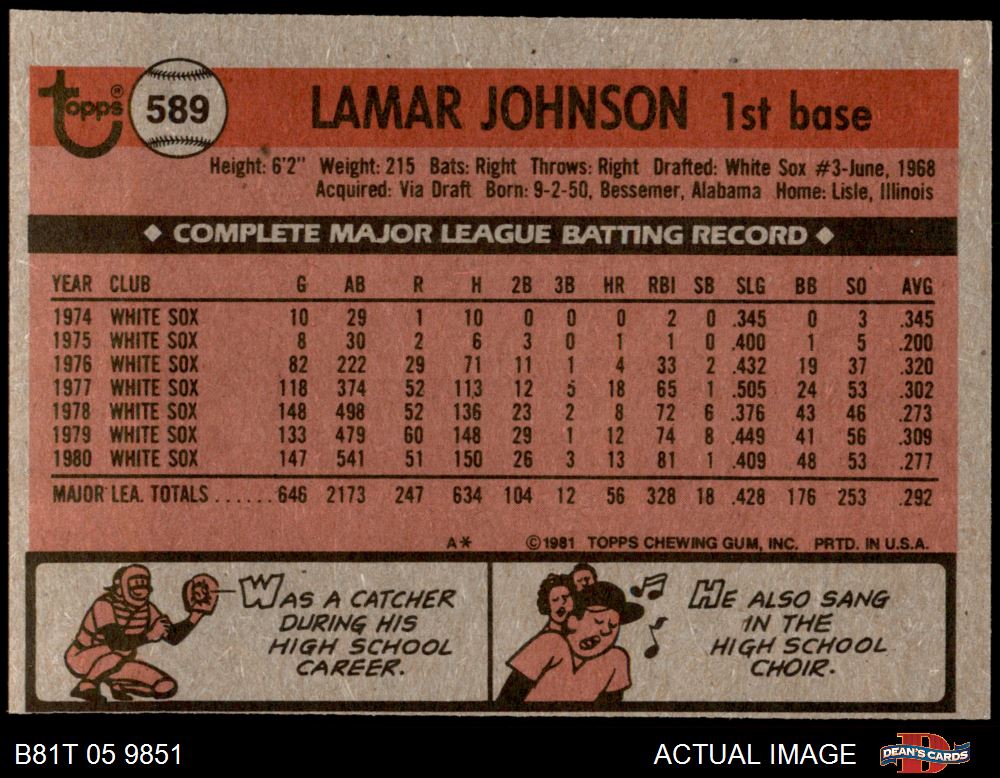 Topps®
589
LAMAR JOHNSON 1st base
Height: 6'2" Weight: 215 Bats: Right Throws: Right Drafted: White Sox #3-June, 1968
Acquired: Via Draft Born: 9-2-50, Bessemer, Alabama Home: Lisle, Illinois
◆ COMPLETE MAJOR LEAGUE BATTING RECORD ◆
YEAR CLUB G AB R H 2B 3B HR RBI SB SLG BB SO AVG
1974 WHITE SOX 10 29 1 10 0 0 0 2 0 .345 0 3 .345
1975 WHITE SOX 8 30 2 6 3 0 1 1 0 .400 1 5 .200
1976 WHITE SOX 82 222 29 71 11 1 4 33 2 .432 19 37 .320
1977 WHITE SOX 118 374 52 113 12 5 18 65 1 .505 24 53 .302
1978 WHITE SOX 148 498 52 136 23 2 8 72 6 .376 43 46 .273
1979 WHITE SOX 133 479 60 148 29 1 12 74 8 .449 41 56 .309
1980 WHITE SOX 147 541 51 150 26 3 13 81 1 .409 48 53 .277
MAJOR LEA. TOTALS ...... 646 2173 247 634 104 12 56 328 18 .428 176 253 .292
A* ©1981 TOPPS CHEWING GUM, INC. PRTD. IN U.S.A.
WAS A CATCHER
DURING HIS
HIGH SCHOOL
CAREER.
HE ALSO SANG
IN THE
HIGH SCHOOL
CHOIR.
B81T 05 9851
ACTUAL IMAGE
DEAN'S CARDS